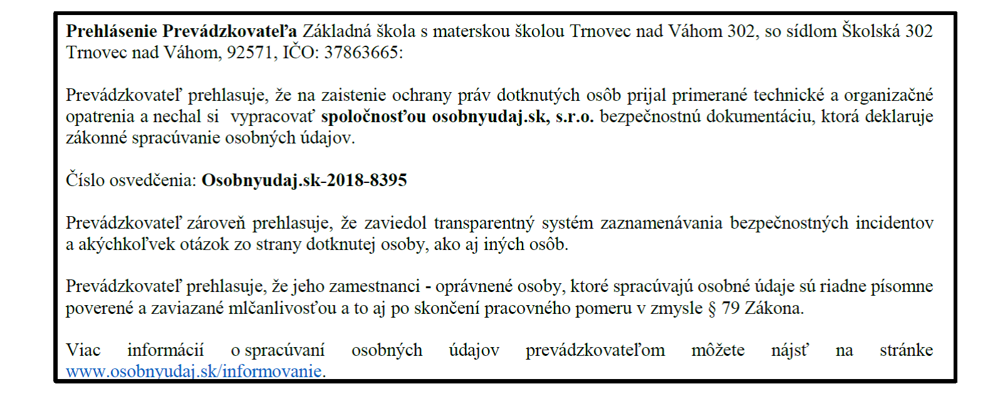 Prehlásenie Prevádzkovateľa Základná škola s materskou školou Trnovec nad Váhom 302, so sídlom Školská 302
Trnovec nad Váhom, 92571, IČO: 37863665:
Prevádzkovateľ prehlasuje, že na zaistenie ochrany práv dotknutých osôb prijal primerané technické a organizačné
opatrenia a nechal si vypracovať spoločnosťou osobnyudaj.sk, s.r.o. bezpečnostnú dokumentáciu, ktorá deklaruje
zákonné spracúvanie osobných údajov.
Číslo osvedčenia: Osobnyudaj.sk-2018-8395
Prevádzkovateľ zároveň prehlasuje, že zaviedol transparentný systém zaznamenávania bezpečnostných incidentov
a akýchkoľvek otázok zo strany dotknutej osoby, ako aj iných osôb.
Prevádzkovateľ prehlasuje, že jeho zamestnanci - oprávnené osoby, ktoré spracúvajú osobné údaje sú riadne písomne
poverené a zaviazané mlčanlivosťou a to aj po skončení pracovného pomeru v zmysle § 79 Zákona.
Viac informácií o spracúvaní osobných údajov prevádzkovateľom môžete nájsť na stránke
www.osobnyudaj.sk/informovanie.